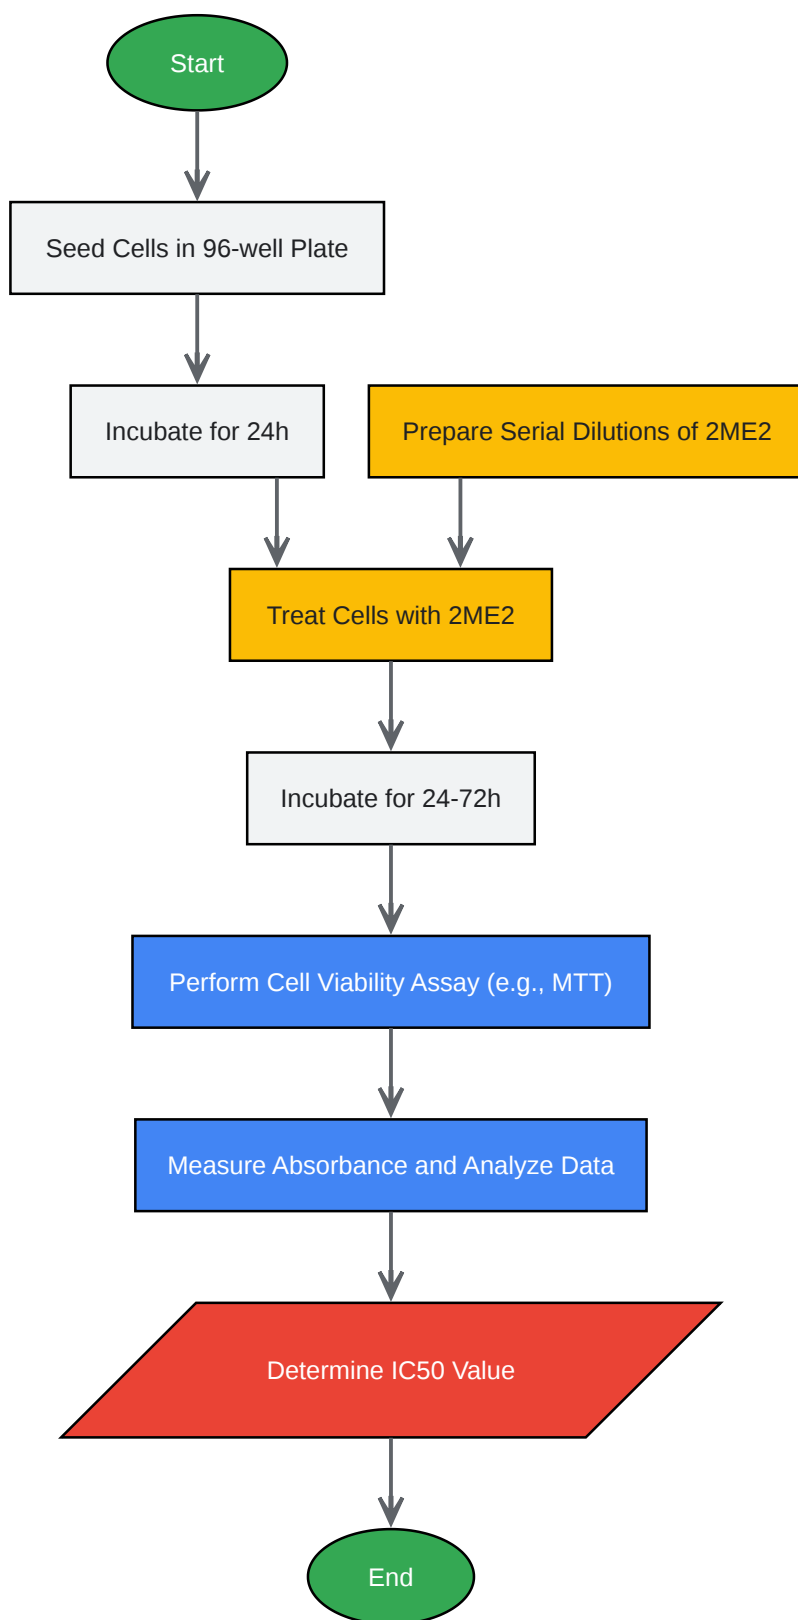 Start
Seed Cells in 96-well Plate
Incubate for 24h
Prepare Serial Dilutions of 2ME2
Treat Cells with 2ME2
Incubate for 24-72h
Perform Cell Viability Assay (e.g., MTT)
Measure Absorbance and Analyze Data
Determine IC50 Value
End